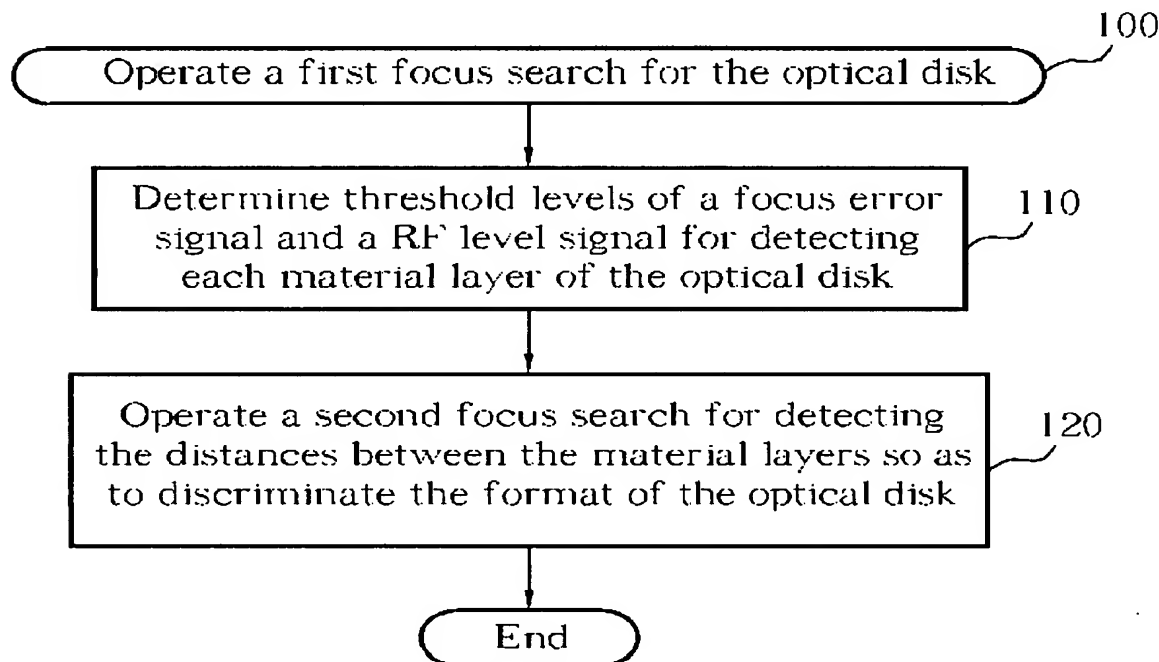 100
Operate a first focus search for the optical disk
Determine threshold levels of a focus error
signal and a RF level signal for detecting
each material layer of the optical disk
110
Operate a second focus search for detecting
the distances between the material layers so as
to discriminate the format of the optical disk
120
End